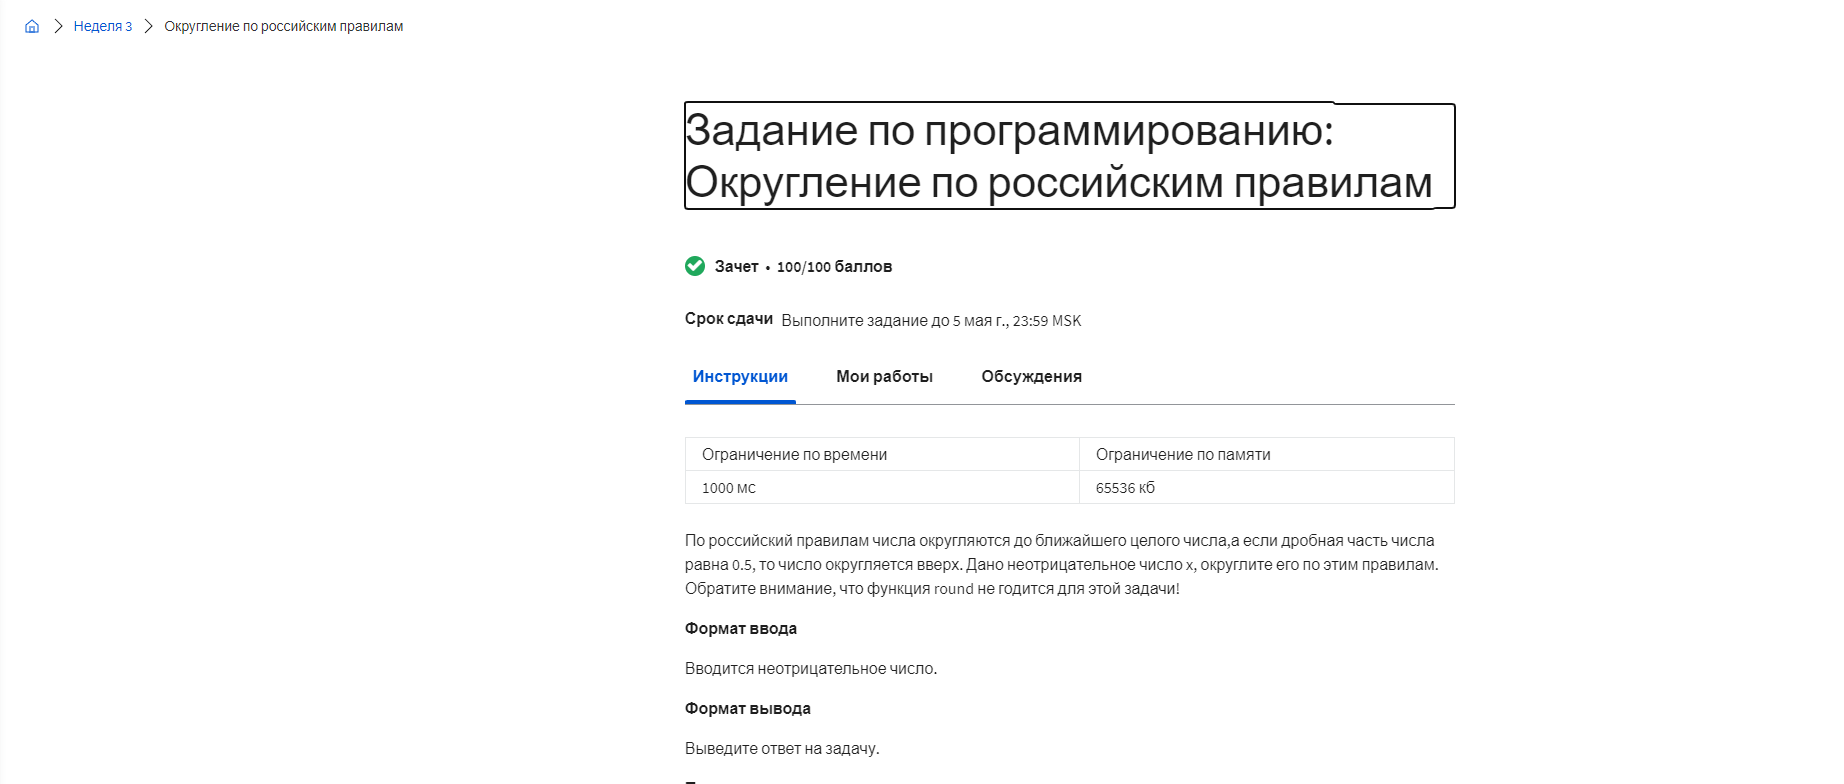 Неделя 3 Округление по российским правилам
Задание по программированию:
Округление по российским правилам
Зачет • 100/100 баллов
Срок сдачи Выполните задание до 5 мая г., 23:59 MSK
Инструкции Мои работы Обсуждения
Ограничение по времени Ограничение по памяти
1000 мс 65536 кб
По российский правилам числа округляются до ближайшего целого числа,а если дробная часть числа
равна 0.5, то число округляется вверх. Дано неотрицательное число x, округлите его по этим правилам.
Обратите внимание, что функция round не годится для этой задачи!
Формат ввода
Вводится неотрицательное число.
Формат вывода
Выведите ответ на задачу.